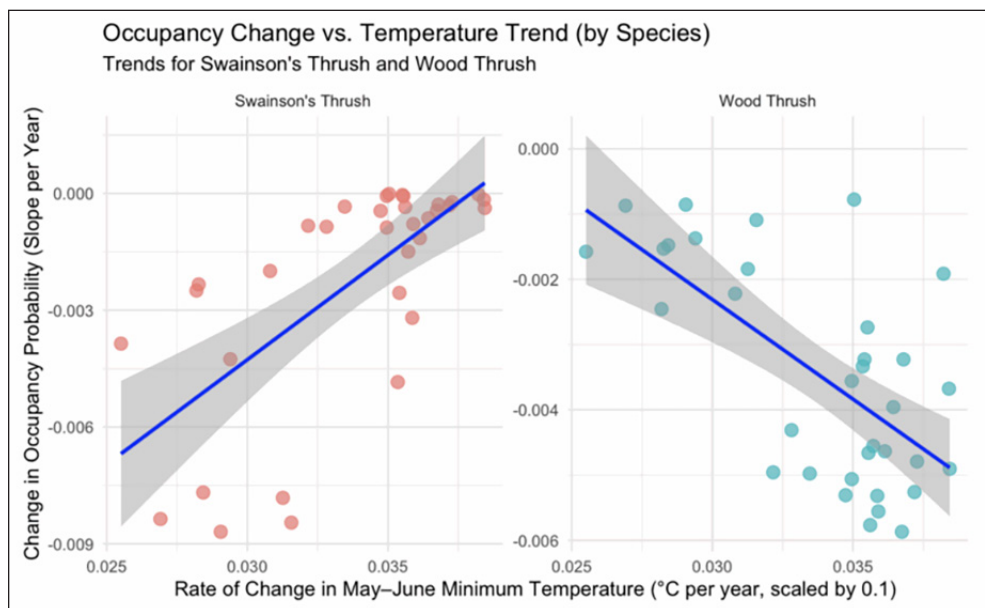 Occupancy Change vs. Temperature Trend (by Species)
Trends for Swainson's Thrush and Wood Thrush
Swainson's Thrush
Wood Thrush
Change in Occupancy Probability (Slope per Year)
0.000
-0.003
-0.006
-0.009
0.000
-0.002
-0.004
-0.006
0.025 0.030 0.035
0.025 0.030 0.035
Rate of Change in May–June Minimum Temperature (°C per year, scaled by 0.1)